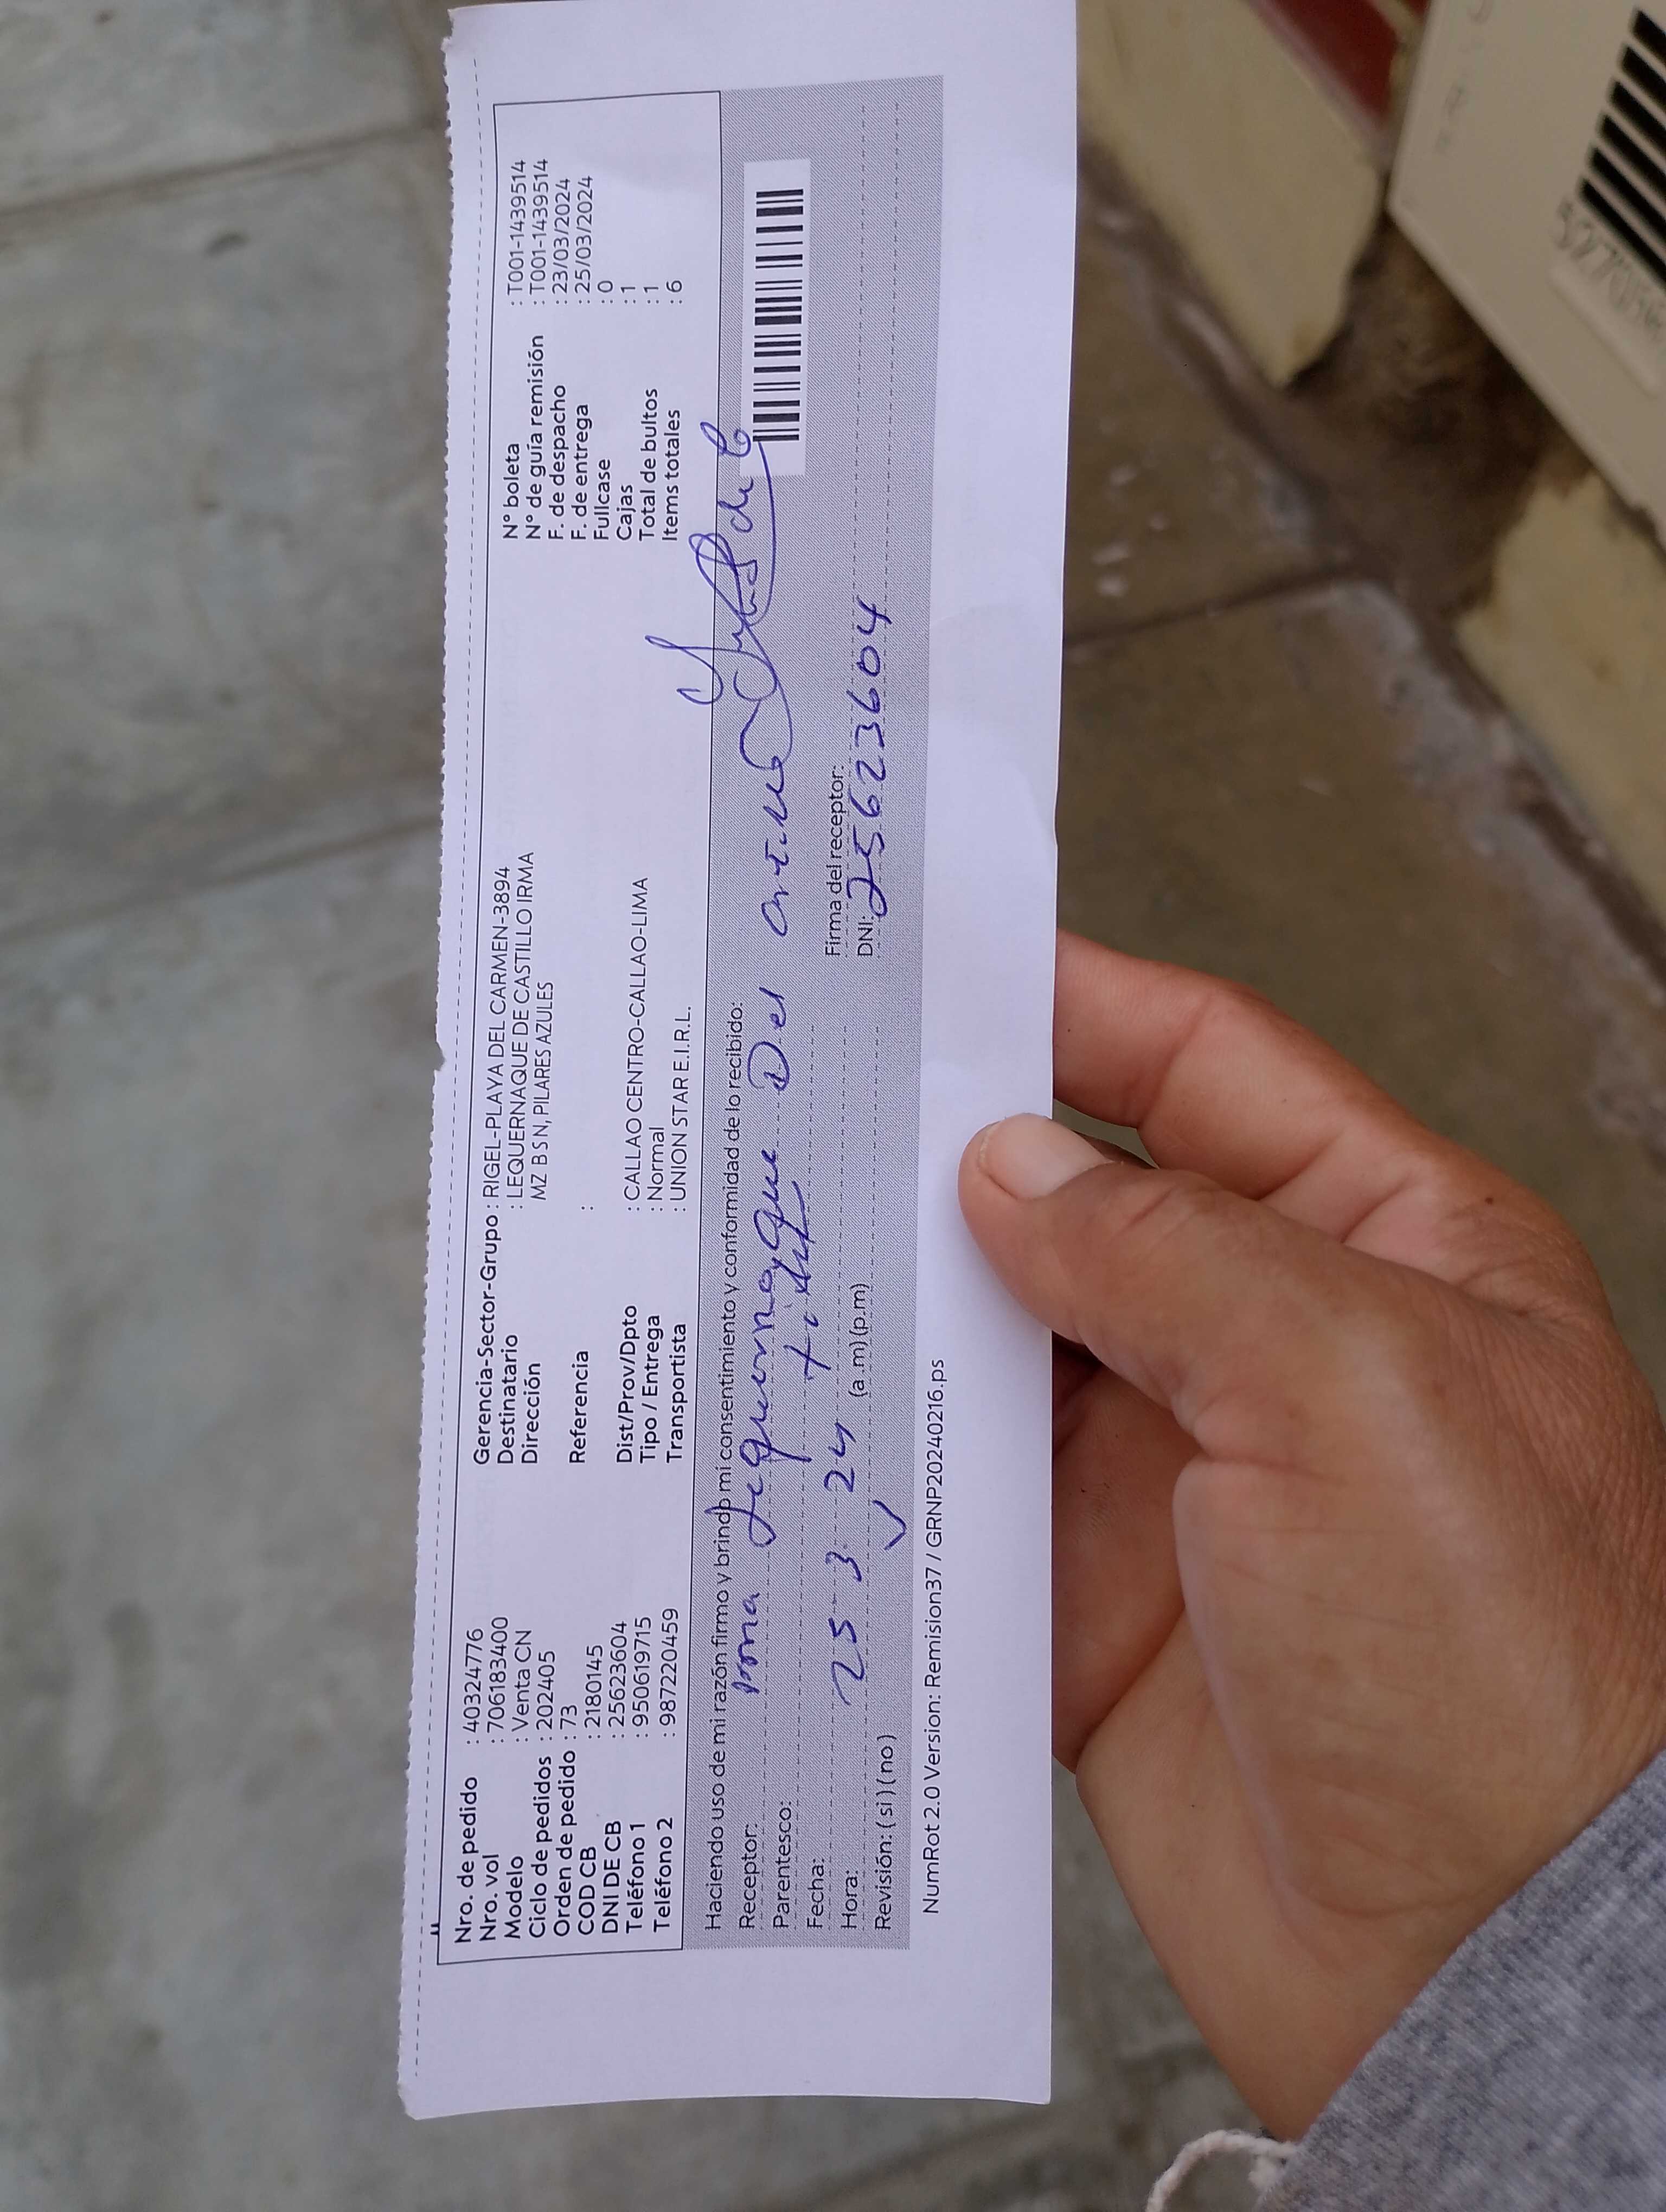 Nro. de pedido : 40324776
Nro. vol : 706183400
Modelo : Venta CN
Ciclo de pedidos : 202405
Orden de pedido : 73
COD CB : 2180145
DNI DE CB : 25623604
Teléfono 1 : 950619715
Teléfono 2 : 987220459
Gerencia-Sector-Grupo : RIGEL-PLAYA DEL CARMEN-3894
Destinatario : LEQUERNAQUE DE CASTILLO IRMA
Dirección MZ B S N, PILARES AZULES
Referencia :
Dist/Prov/Dpto : CALLAO CENTRO-CALLAO-LIMA
Tipo / Entrega : Normal
Transportista : UNION STAR E.I.R.L.
N° boleta : T001-1439514
N° de guía remisión : T001-1439514
F. de despacho : 23/03/2024
F. de entrega : 25/03/2024
Fullcase : 0
Cajas : 1
Total de bultos : 1
Items totales : 6
Haciendo uso de mi razón firmo y brindo mi consentimiento y conformidad de lo recibido:
Receptor:
Parentesco:
Fecha: 25 3 24
Hora: (a .m) (p.m)
Revisión: ( si ) ( no )
Firma del receptor:
DNI: 25623604
NumRot 2.0 Version: Remision37 / GRNP20240216.ps